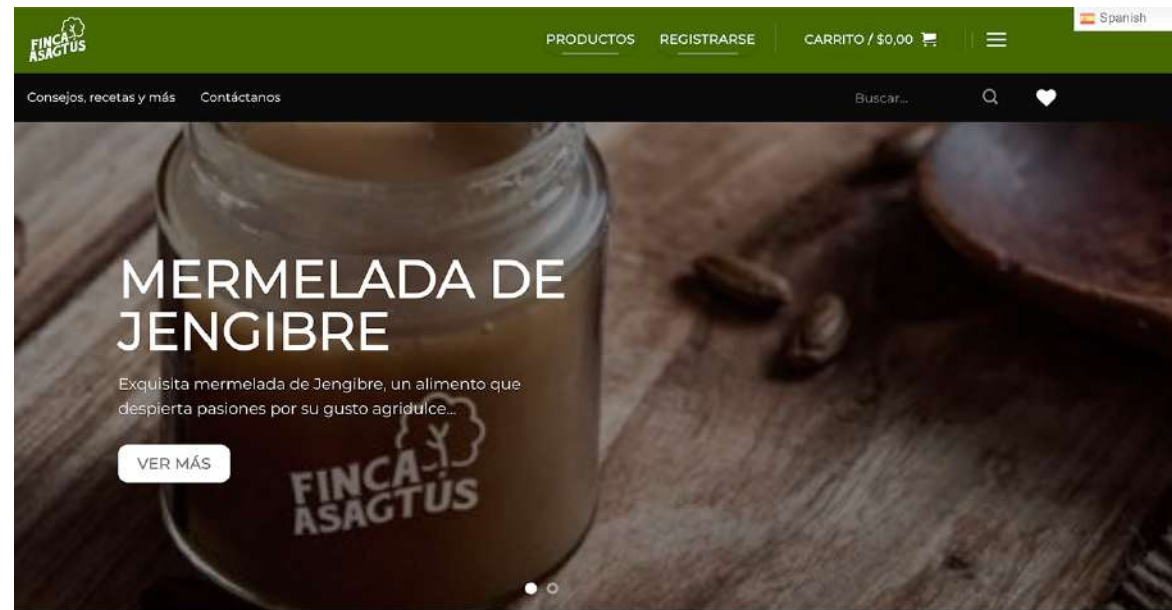 Spanish
FINCA
ASAGTUS
PRODUCTOS
REGISTRARSE
CARRITO / $0,00
Consejos, recetas y más
Contáctanos
Buscar...
MERMELADA DE
JENGIBRE
Exquisita mermelada de Jengibre, un alimento que
despierta pasiones por su gusto agridulce...
VER MÁS
FINCA
ASAGTUS